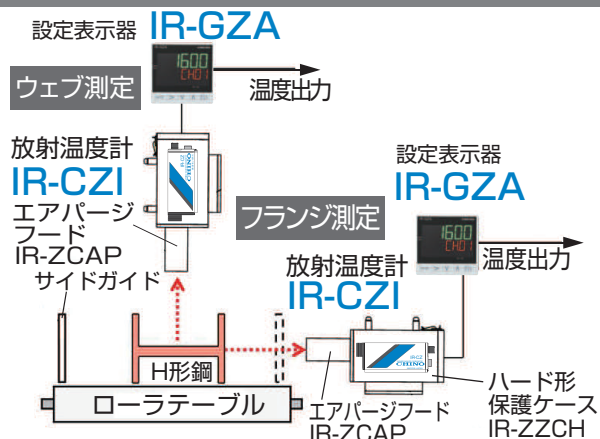 設定表示器 IR-GZA
1600
CH01
ウェブ測定
温度出力
放射温度計
IR-CZI
CHINO
エアパージ
フード
IR-ZCAP
サイドガイド
設定表示器
IR-GZA
1600
CH01
フランジ測定
温度出力
放射温度計
IR-CZI
IR-CZ
CHINO
H形鋼
ローラテーブル
エアパージフード
IR-ZCAP
ハード形
保護ケース
IR-ZZCH